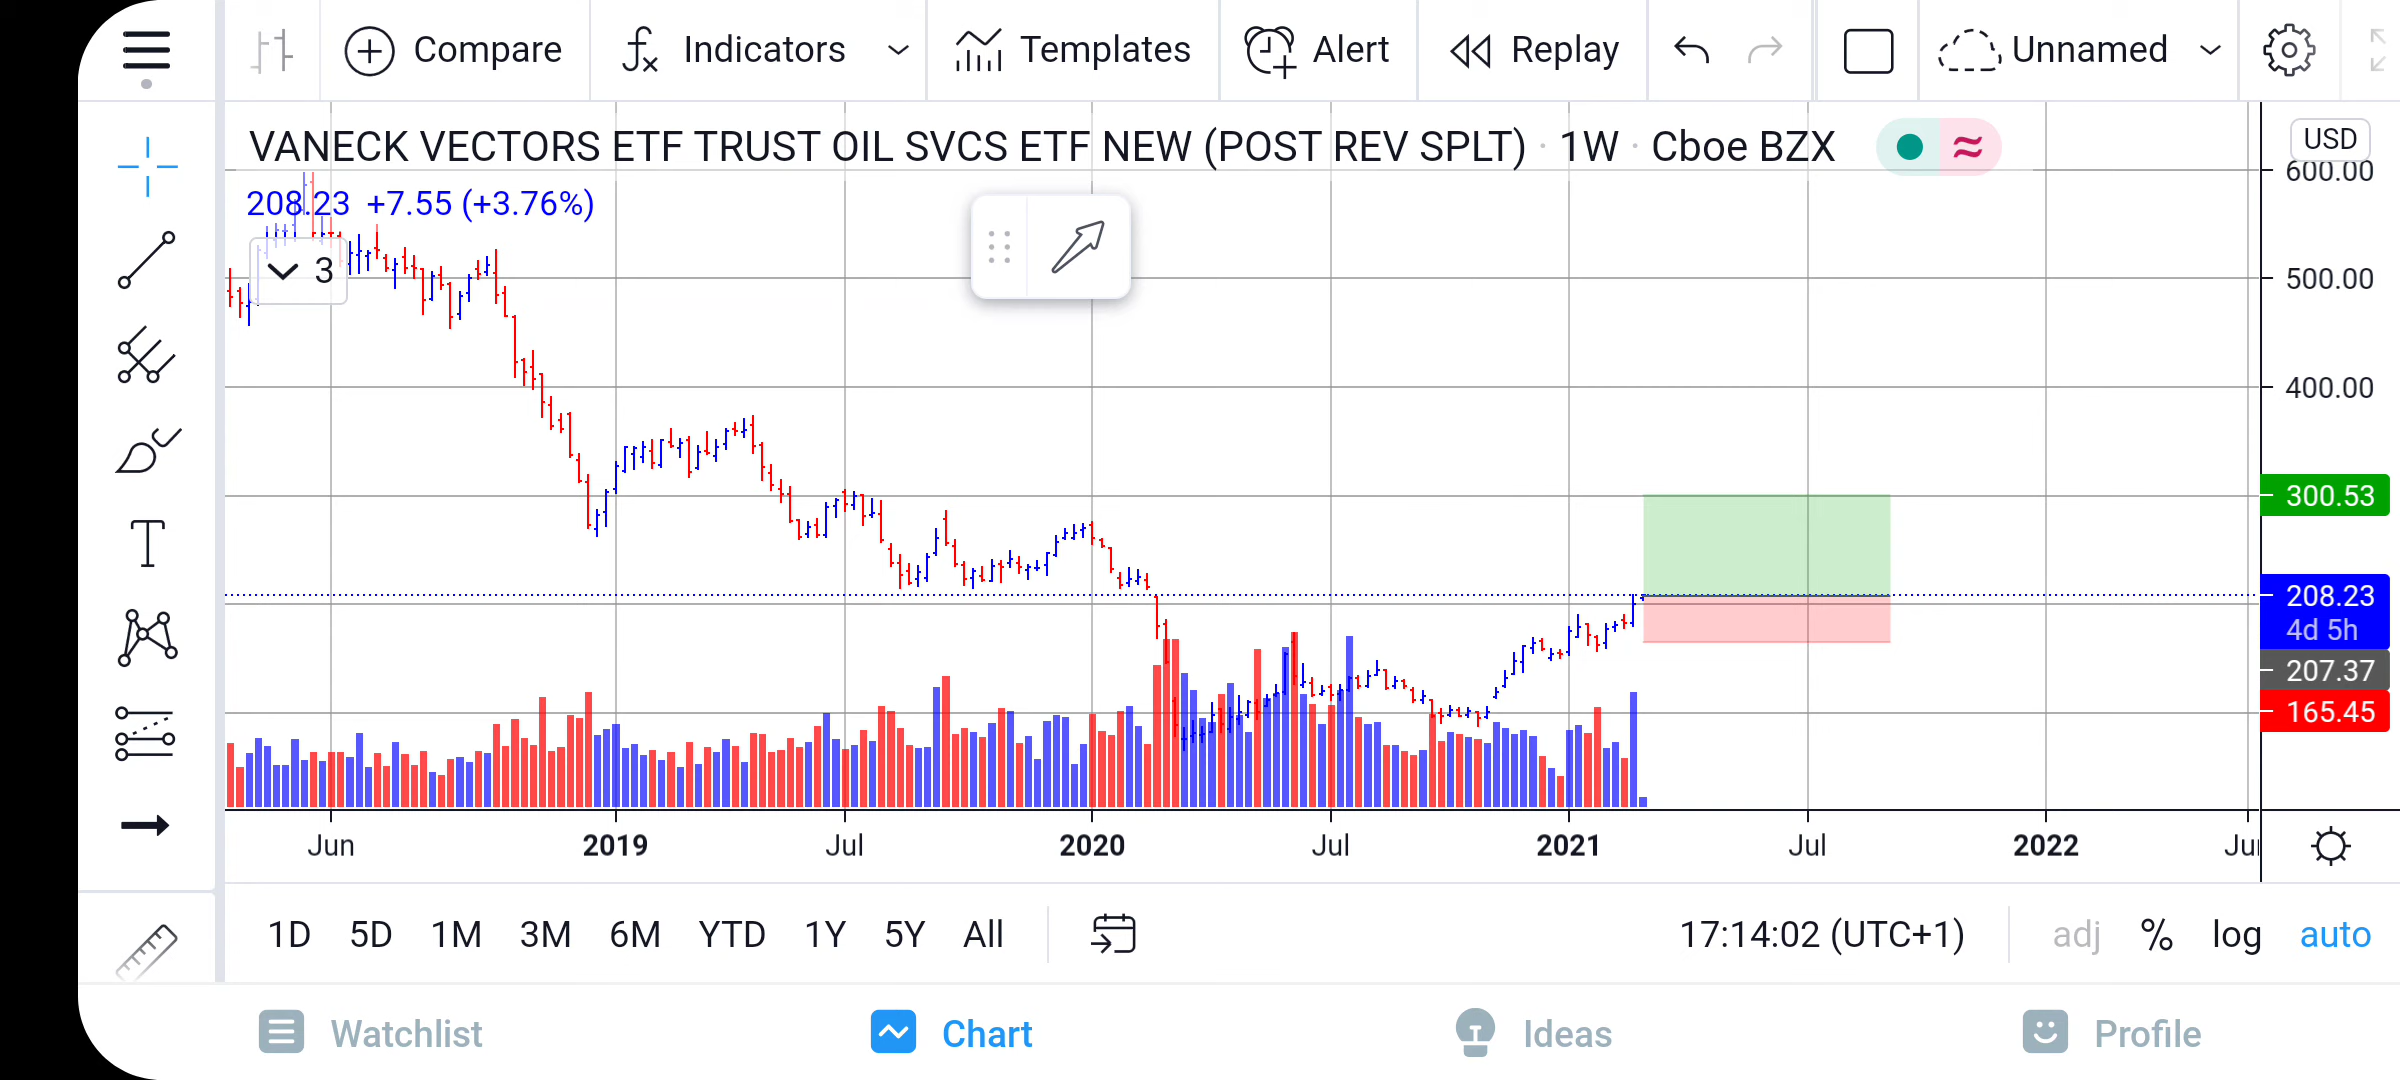 Compare Indicators Templates Alert Replay Unnamed
VANECK VECTORS ETF TRUST OIL SVCS ETF NEW (POST REV SPLT) · 1W · Cboe BZX
USD
208.23 +7.55 (+3.76%)
3
600.00
500.00
400.00
300.53
208.23
4d 5h
207.37
165.45
Jun 2019 Jul 2020 Jul 2021 Jul 2022
1D 5D 1M 3M 6M YTD 1Y 5Y All 17:14:02 (UTC+1) adj % log auto
Watchlist Chart Ideas Profile